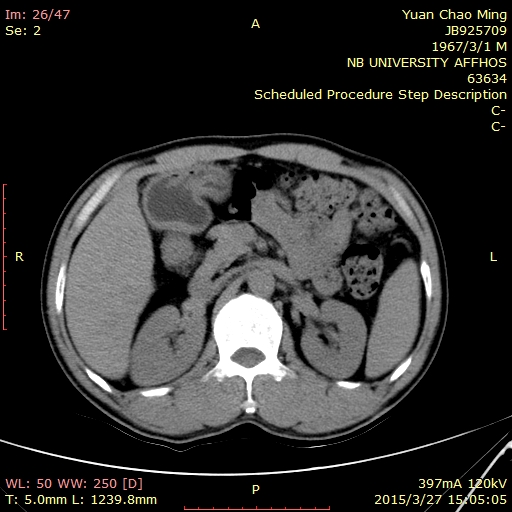 Im: 26/47
Se: 2
A
Yuan Chao Ming
JB925709
1967/3/1 M
NB UNIVERSITY AFFHOS
63634
Scheduled Procedure Step Description
C-
C-
R
L
WL: 50 WW: 250 [D]
T: 5.0mm L: 1239.8mm
P
397mA 120kV
2015/3/27 15:05:05